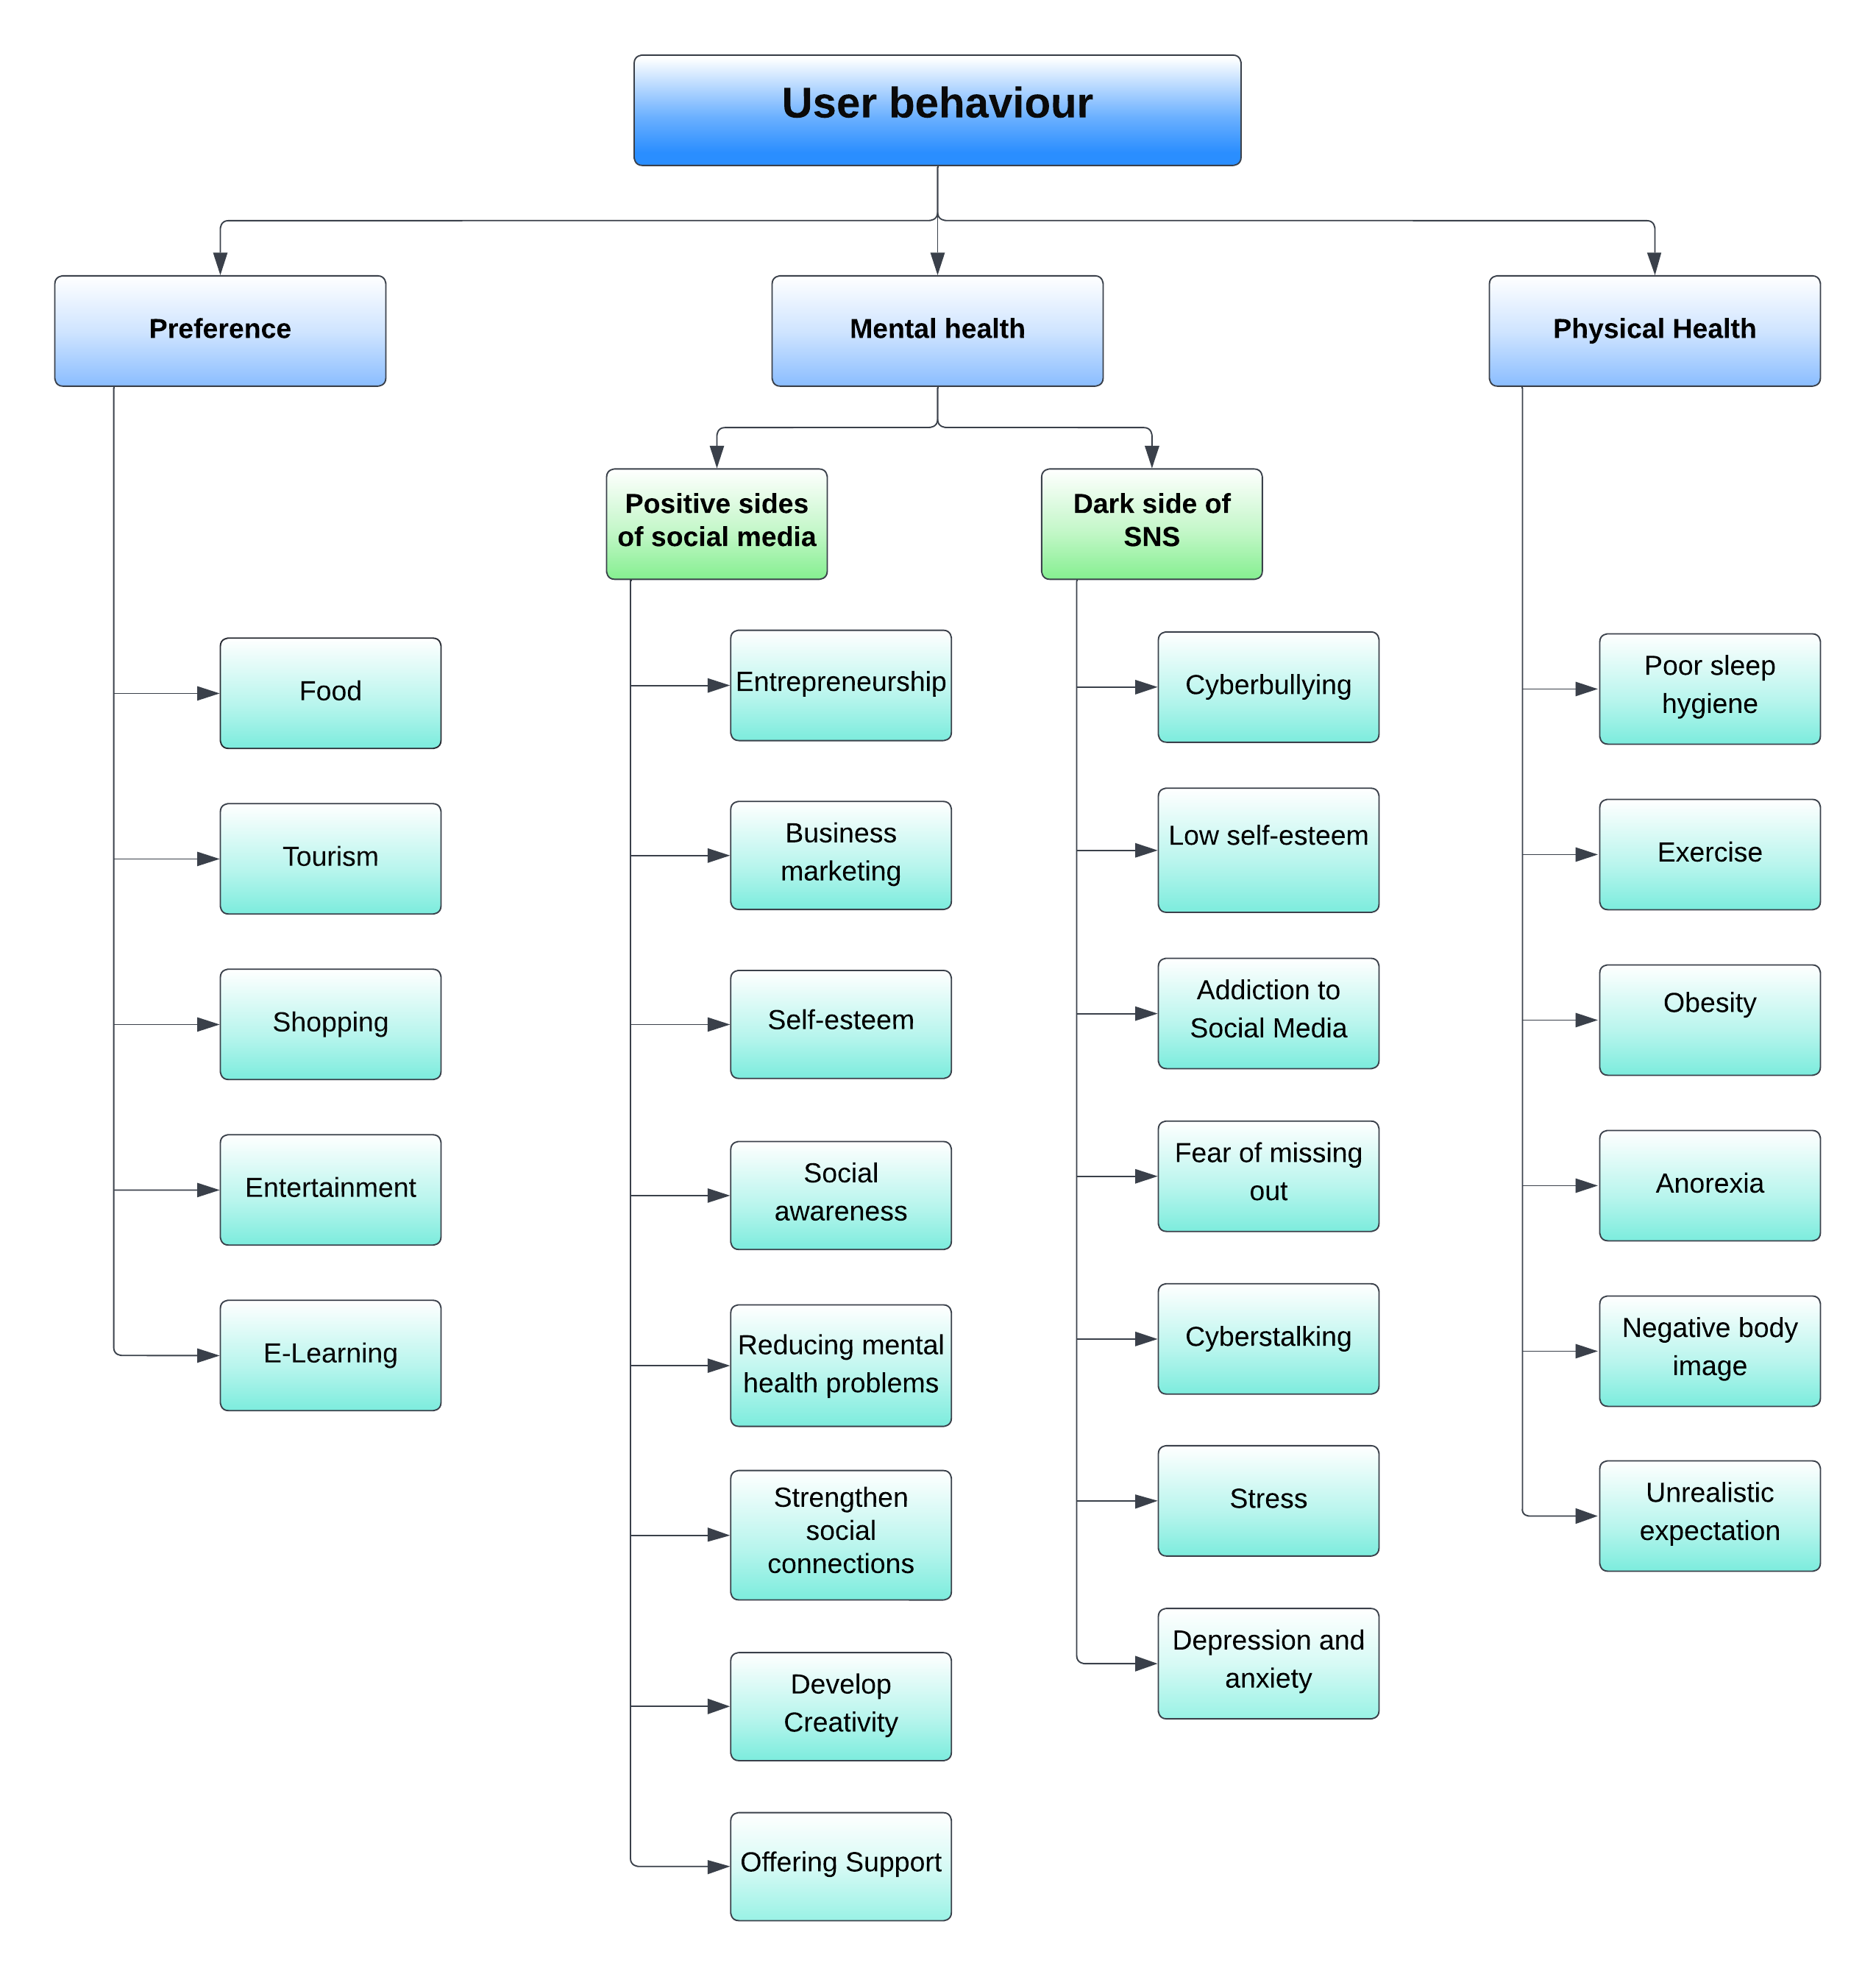 User behaviour
Preference
Mental health
Physical Health
Positive sides
of social media
Dark side of
SNS
Food
Tourism
Shopping
Entertainment
E-Learning
Entrepreneurship
Business
marketing
Self-esteem
Social
awareness
Reducing mental
health problems
Strengthen
social
connections
Develop
Creativity
Offering Support
Cyberbullying
Low self-esteem
Addiction to
Social Media
Fear of missing
out
Cyberstalking
Stress
Depression and
anxiety
Poor sleep
hygiene
Exercise
Obesity
Anorexia
Negative body
image
Unrealistic
expectation